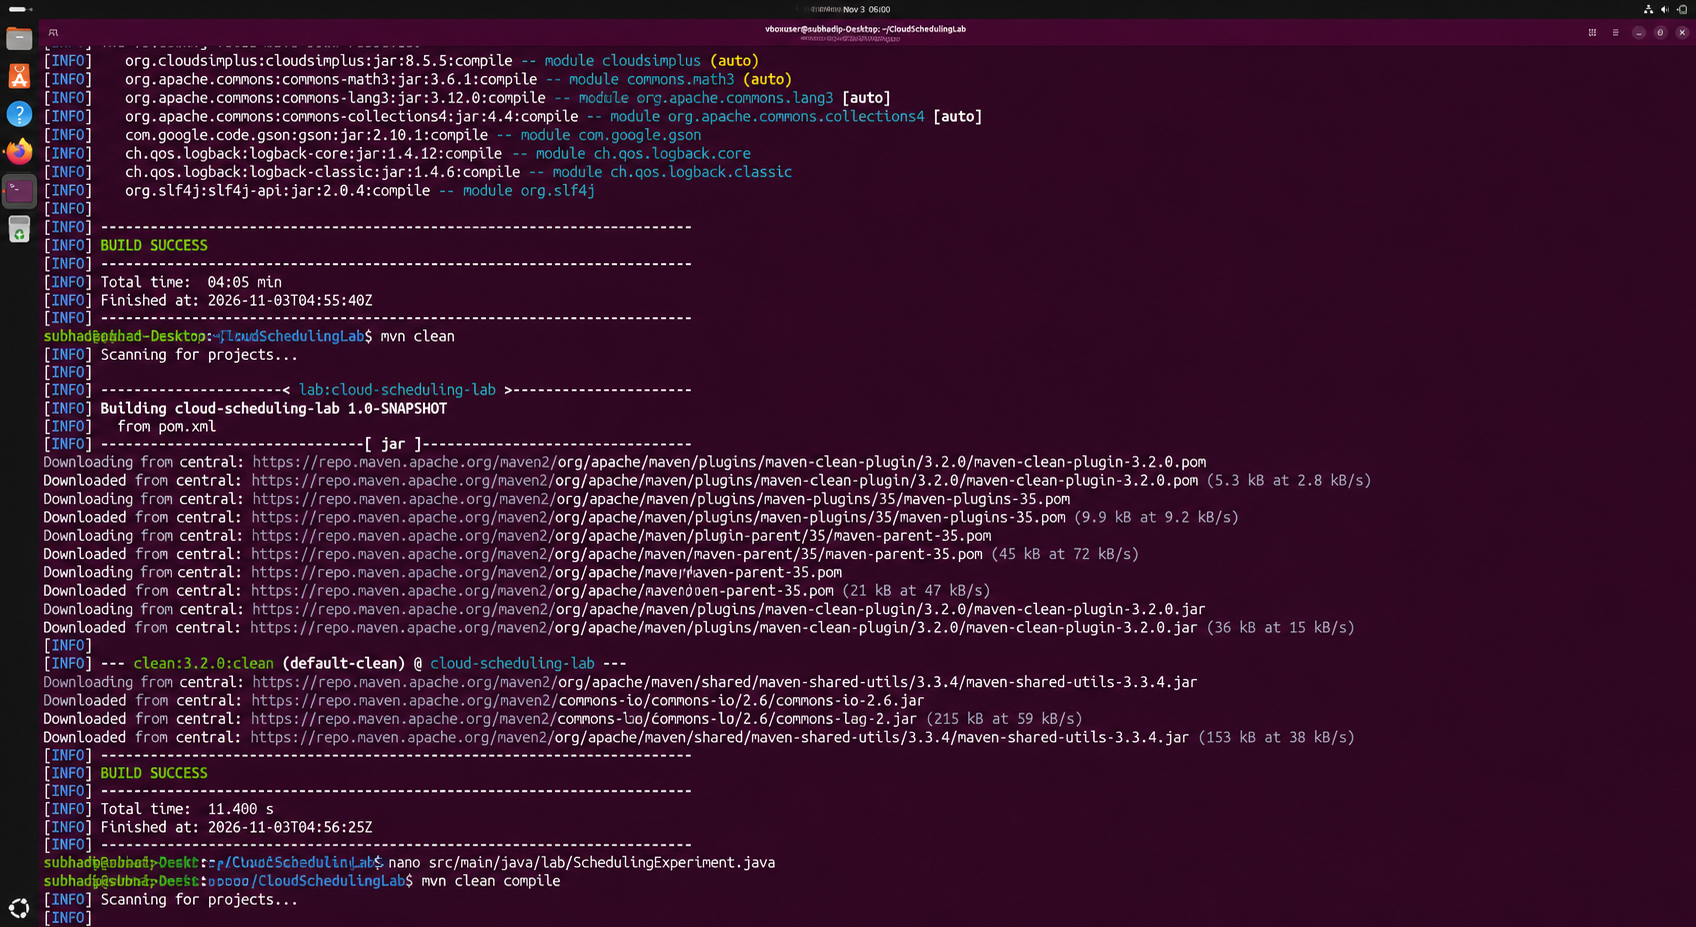 Nov 3 06:00
vboxuser@subhadip-Desktop: ~/CloudSchedulingLab
[INFO]
[INFO] org.cloudsimplus:cloudsimplus:jar:8.5.5:compile -- module cloudsimplus (auto)
[INFO] org.apache.commons:commons-math3:jar:3.6.1:compile -- module commons.math3 (auto)
[INFO] org.apache.commons:commons-lang3:jar:3.12.0:compile -- module org.apache.commons.lang3 [auto]
[INFO] org.apache.commons:commons-collections4:jar:4.4:compile -- module org.apache.commons.collections4 [auto]
[INFO] com.google.code.gson:gson:jar:2.10.1:compile -- module com.google.gson
[INFO] ch.qos.logback:logback-core:jar:1.4.12:compile -- module ch.qos.logback.core
[INFO] ch.qos.logback:logback-classic:jar:1.4.6:compile -- module ch.qos.logback.classic
[INFO] org.slf4j:slf4j-api:jar:2.0.4:compile -- module org.slf4j
[INFO]
[INFO] ------------------------------------------------------------------------
[INFO] BUILD SUCCESS
[INFO] ------------------------------------------------------------------------
[INFO] Total time: 04:05 min
[INFO] Finished at: 2026-11-03T04:55:40Z
[INFO] ------------------------------------------------------------------------
CloudSchedulingLab$ mvn clean
[INFO] Scanning for projects...
[INFO]
[INFO] -----------------------< lab:cloud-scheduling-lab >----------------------
[INFO] Building cloud-scheduling-lab 1.0-SNAPSHOT
[INFO] from pom.xml
[INFO] --------------------------------[ jar ]---------------------------------
Downloading from central: https://repo.maven.apache.org/maven2/org/apache/maven/plugins/maven-clean-plugin/3.2.0/maven-clean-plugin-3.2.0.pom
Downloaded from central: https://repo.maven.apache.org/maven2/org/apache/maven/plugins/maven-clean-plugin/3.2.0/maven-clean-plugin-3.2.0.pom (5.3 kB at 2.8 kB/s)
Downloading from central: https://repo.maven.apache.org/maven2/org/apache/maven/plugins/maven-plugins/35/maven-plugins-35.pom
Downloaded from central: https://repo.maven.apache.org/maven2/org/apache/maven/plugins/maven-plugins/35/maven-plugins-35.pom (9.9 kB at 9.2 kB/s)
Downloading from central: https://repo.maven.apache.org/maven2/org/apache/maven/plugin-parent/35/maven-parent-35.pom
Downloaded from central: https://repo.maven.apache.org/maven2/org/apache/maven/maven-parent/35/maven-parent-35.pom (45 kB at 72 kB/s)
Downloading from central: https://repo.maven.apache.org/maven2/org/apache/
Downloaded from central: https://repo.maven.apache.org/maven2/org/apache/ (21 kB at 47 kB/s)
Downloading from central: https://repo.maven.apache.org/maven2/org/apache/maven/plugins/maven-clean-plugin/3.2.0/maven-clean-plugin-3.2.0.jar
Downloaded from central: https://repo.maven.apache.org/maven2/org/apache/maven/plugins/maven-clean-plugin/3.2.0/maven-clean-plugin-3.2.0.jar (36 kB at 15 kB/s)
[INFO]
[INFO] --- clean:3.2.0:clean (default-clean) @ cloud-scheduling-lab ---
Downloading from central: https://repo.maven.apache.org/maven2/org/apache/maven/shared/maven-shared-utils/3.3.4/maven-shared-utils-3.3.4.jar
Downloaded from central: https://repo.maven.apache.org/maven2/commons-io/commons-io/2.6/commons-io-2.6.jar
Downloaded from central: https://repo.maven.apache.org/maven2/ (215 kB at 59 kB/s)
Downloaded from central: https://repo.maven.apache.org/maven2/org/apache/maven/shared/maven-shared-utils/3.3.4/maven-shared-utils-3.3.4.jar (153 kB at 38 kB/s)
[INFO] ------------------------------------------------------------------------
[INFO] BUILD SUCCESS
[INFO] ------------------------------------------------------------------------
[INFO] Total time: 11.400 s
[INFO] Finished at: 2026-11-03T04:56:25Z
[INFO] ------------------------------------------------------------------------
nano src/main/java/lab/SchedulingExperiment.java
/CloudSchedulingLab$ mvn clean compile
[INFO] Scanning for projects...
[INFO]